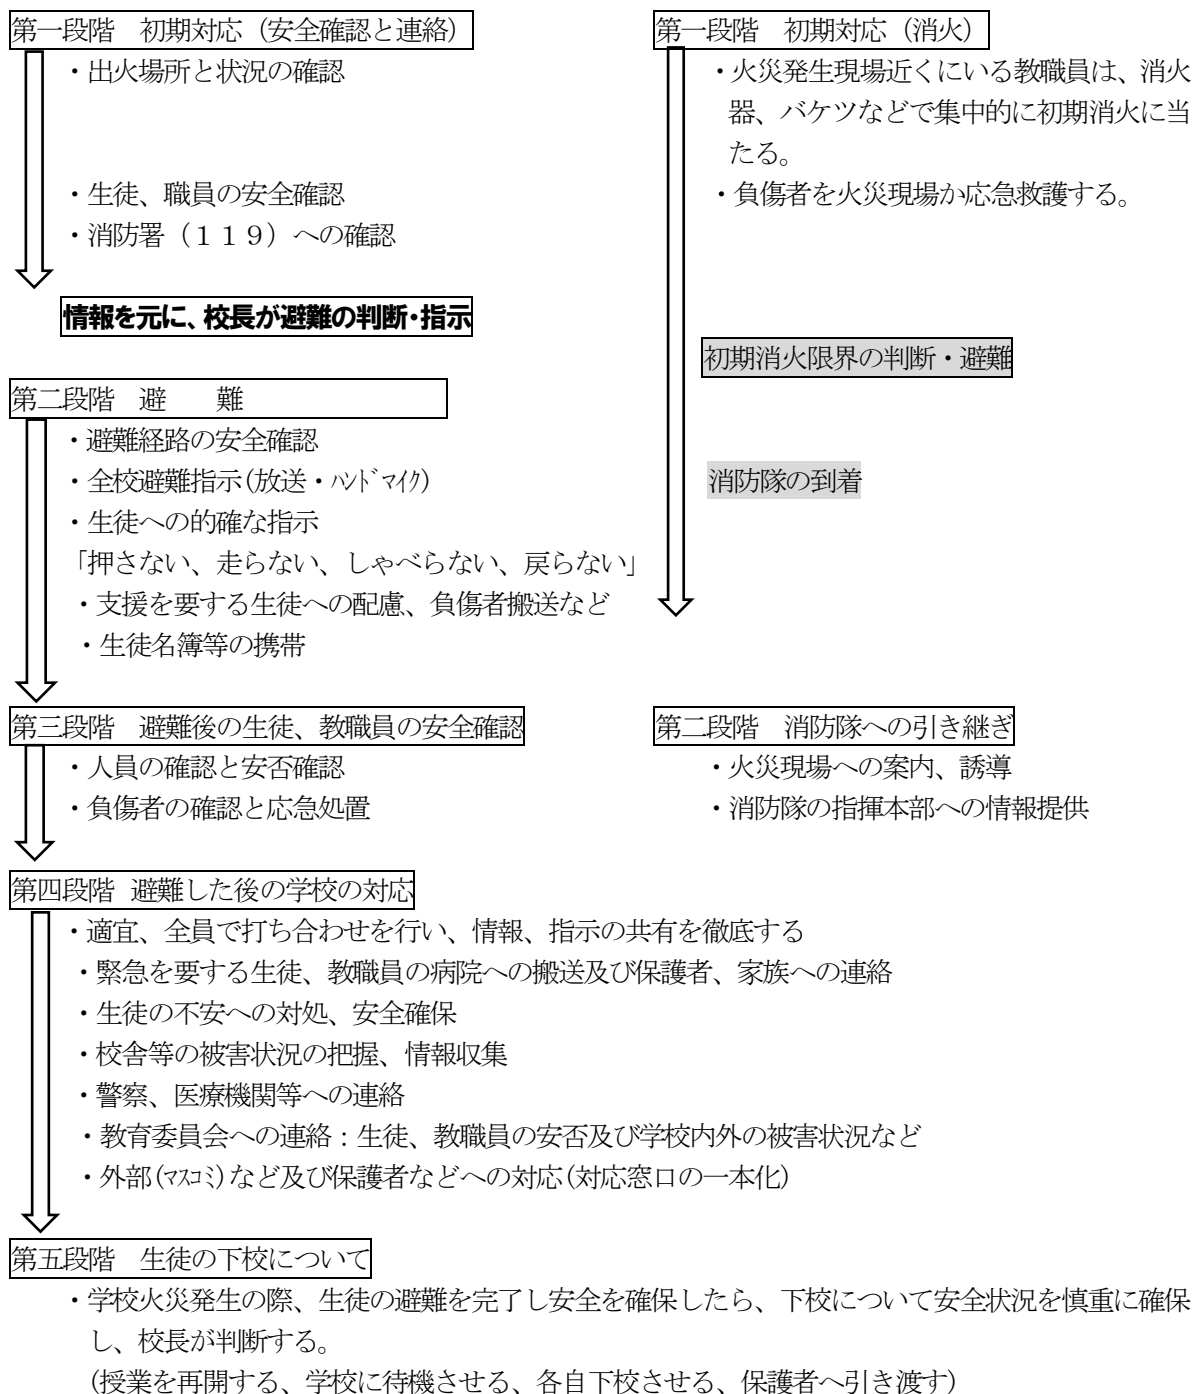 第一段階　初期対応（安全確認と連絡）
・出火場所と状況の確認
・生徒、職員の安全確認
・消防署（１１９）への確認
情報を元に、校長が避難の判断・指示
第二段階　避　　難
・避難経路の安全確認
・全校避難指示(放送・ﾊﾝﾄﾞﾏｲｸ)
・生徒への的確な指示
「押さない、走らない、しゃべらない、戻らない」
・支援を要する生徒への配慮、負傷者搬送など
・生徒名簿等の携帯
第三段階　避難後の生徒、教職員の安全確認
・人員の確認と安否確認
・負傷者の確認と応急処置
第一段階　初期対応（消火）
・火災発生現場近くにいる教職員は、消火
器、バケツなどで集中的に初期消火に当
たる。
・負傷者を火災現場か応急救護する。
初期消火限界の判断・避難
消防隊の到着
第二段階　消防隊への引き継ぎ
・火災現場への案内、誘導
・消防隊の指揮本部への情報提供
第四段階 避難した後の学校の対応
・適宜、全員で打ち合わせを行い、情報、指示の共有を徹底する
・緊急を要する生徒、教職員の病院への搬送及び保護者、家族への連絡
・生徒の不安への対処、安全確保
・校舎等の被害状況の把握、情報収集
・警察、医療機関等への連絡
・教育委員会への連絡：生徒、教職員の安否及び学校内外の被害状況など
・外部(ﾏｽｺﾐ)など及び保護者などへの対応(対応窓口の一本化)
第五段階　生徒の下校について
・学校火災発生の際、生徒の避難を完了し安全を確保したら、下校について安全状況を慎重に確保
し、校長が判断する。
(授業を再開する、学校に待機させる、各自下校させる、保護者へ引き渡す)